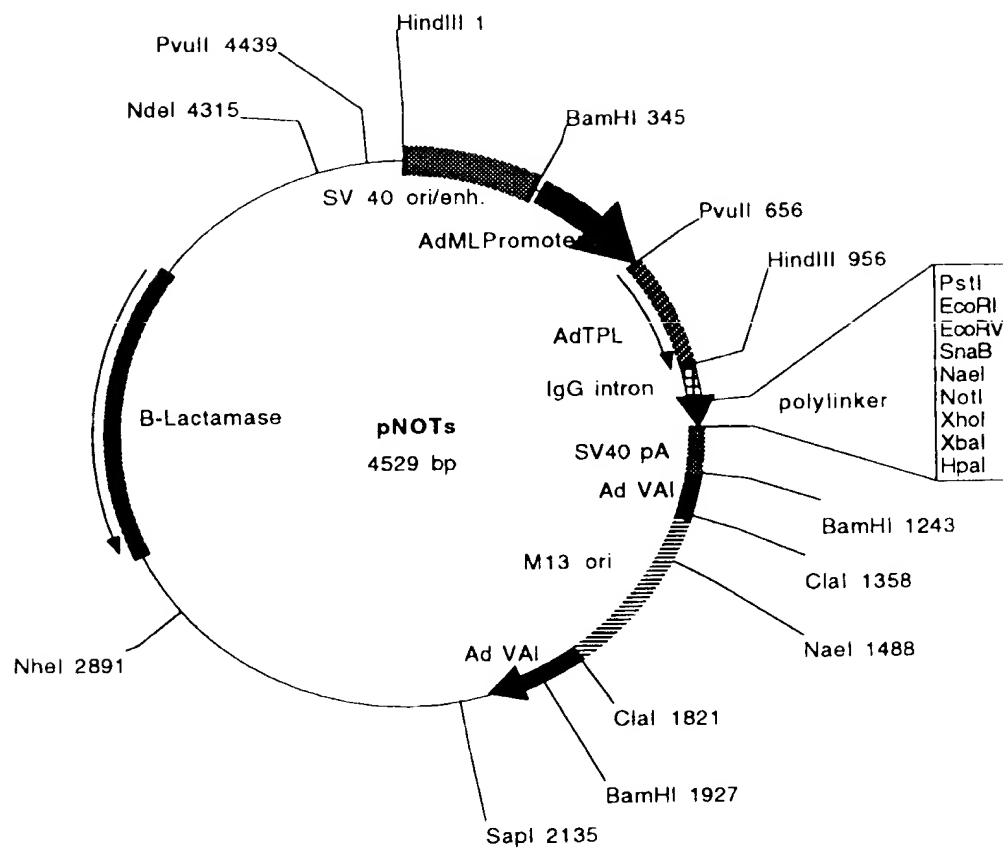 HindIII 1
PvuII 4439
NdeI 4315
BamHI 345
SV 40 ori/enh.
PvuII 656
AdMLPromote
HindIII 956
PstI
EcoRI
EcoRV
SnaB
NaeI
NotI
XhoI
XbaI
HpaI
AdTPL
IgG intron
polylinker
B-Lactamase
pNOTs
4529 bp
SV40 pA
Ad VAI
BamHI 1243
M13 ori
ClaI 1358
NaeI 1488
Ad VAI
NheI 2891
ClaI 1821
BamHI 1927
SapI 2135